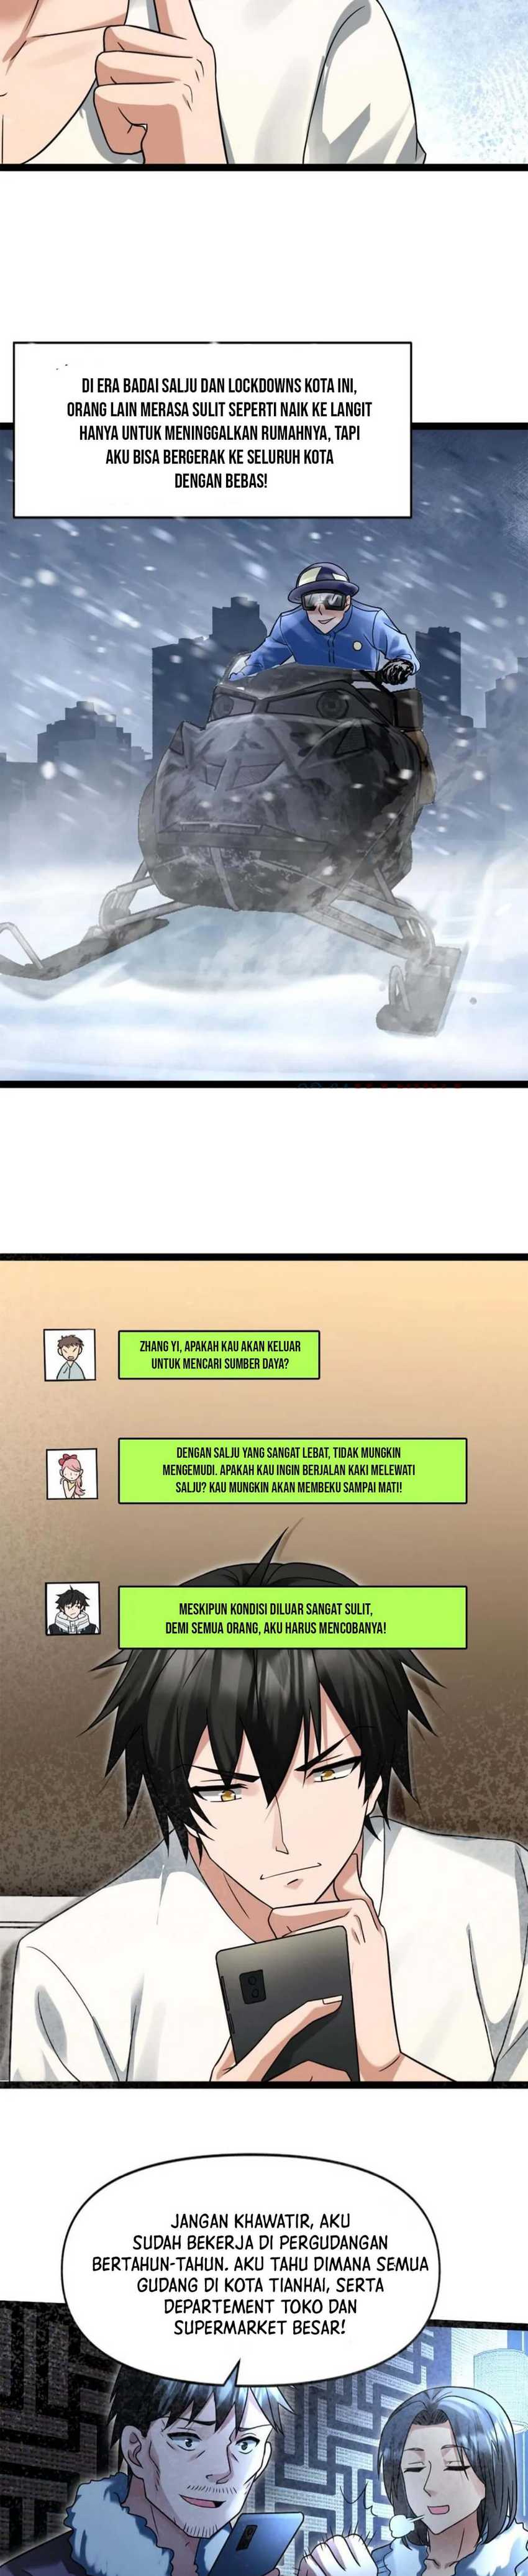 DI ERA BADAI SALJU DAN LOCKDOWNS KOTA INI,
ORANG LAIN MERASA SULIT SEPERTI NAIK KE LANGIT
HANYA UNTUK MENINGGALKAN RUMAHNYA, TAPI
AKU BISA BERGERAK KE SELURUH KOTA
DENGAN BEBAS!
ZHANG YI, APAKAH KAU AKAN KELUAR
UNTUK MENCARI SUMBER DAYA?
DENGAN SALJU YANG SANGAT LEBAT, TIDAK MUNGKIN
MENGEMUDI. APAKAH KAU INGIN BERJALAN KAKI MELEWATI
SALJU? KAU MUNGKIN AKAN MEMBEKU SAMPAI MATI!
MESKIPUN KONDISI DILUAR SANGAT SULIT,
DEMI SEMUA ORANG, AKU HARUS MENCOBANYA!
JANGAN KHAWATIR, AKU
SUDAH BEKERJA DI PERGUDANGAN
BERTAHUN-TAHUN. AKU TAHU DIMANA SEMUA
GUDANG DI KOTA TIANHAI, SERTA
DEPARTEMENT TOKO DAN
SUPERMARKET BESAR!